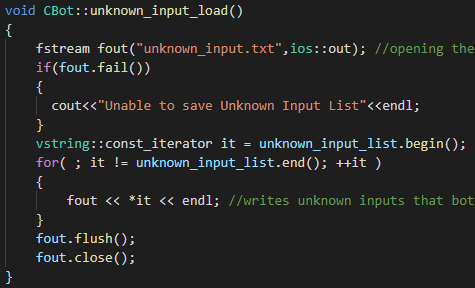 void CBot::unknown_input_load()
{
fstream fout("unknown_input.txt",ios::out); //opening the
if(fout.fail())
{
cout<<"Unable to save Unknown Input List"<<endl;
}
vstring::const_iterator it = unknown_input_list.begin();
for( ; it != unknown_input_list.end(); ++it )
{
fout << *it << endl; //writes unknown inputs that bot
}
fout.flush();
fout.close();
}